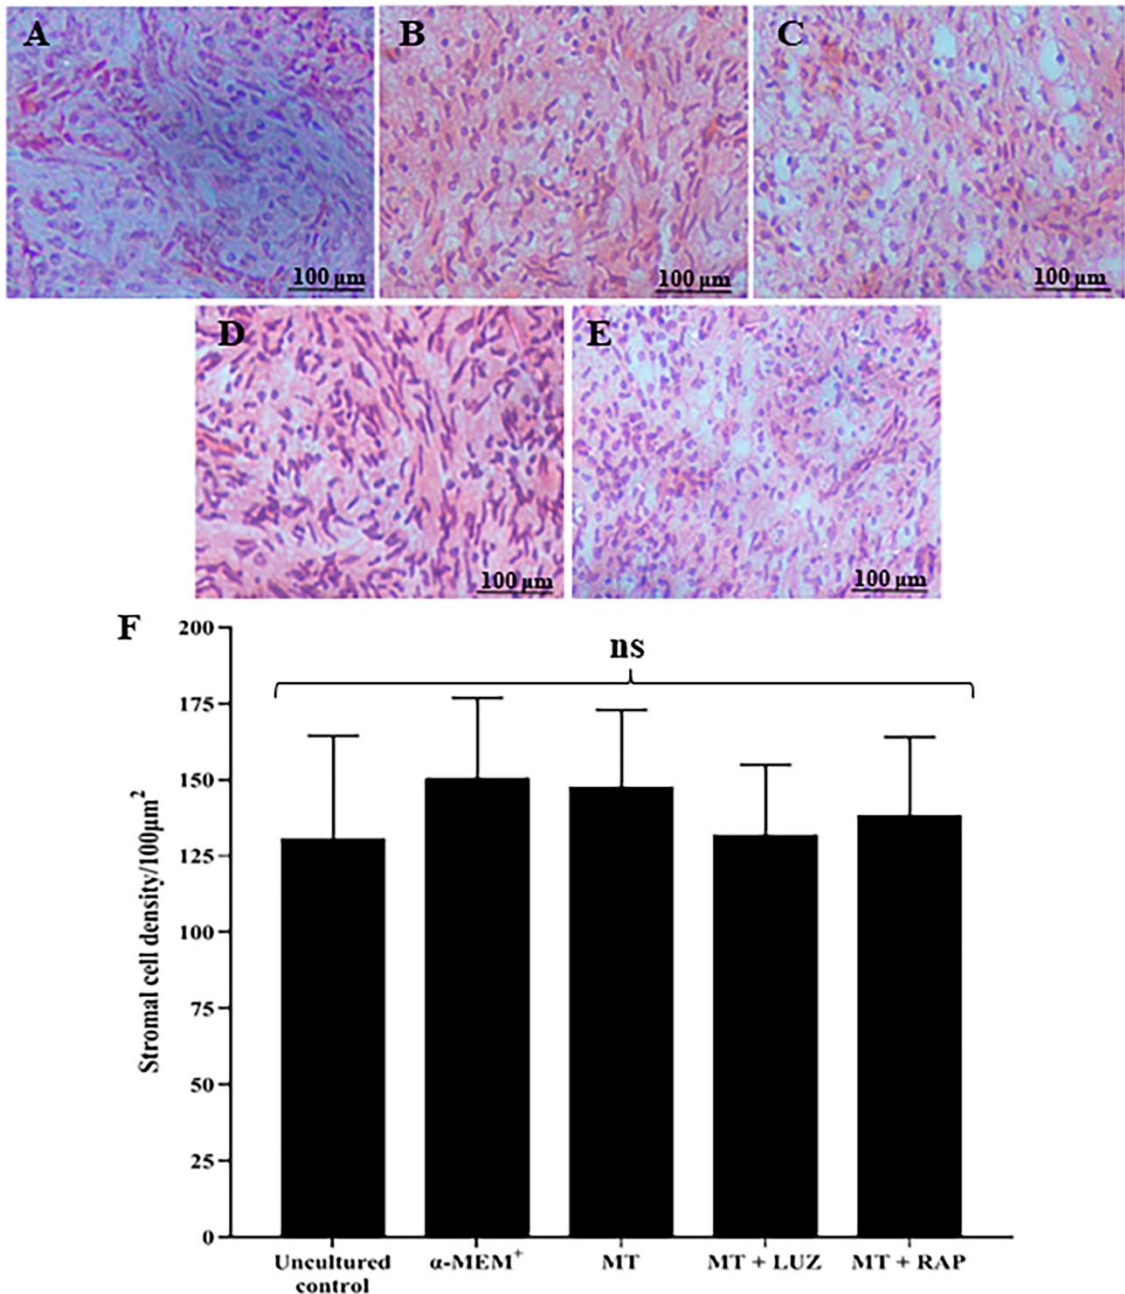 A
B
C
100 µm
100 µm
100 µm
D
E
100 µm
100 µm
F
200
ns
175
150
125
100
75
50
25
0
Stromal cell density/100µm²
Uncultured
control
α-MEM⁺
MT
MT + LUZ
MT + RAP